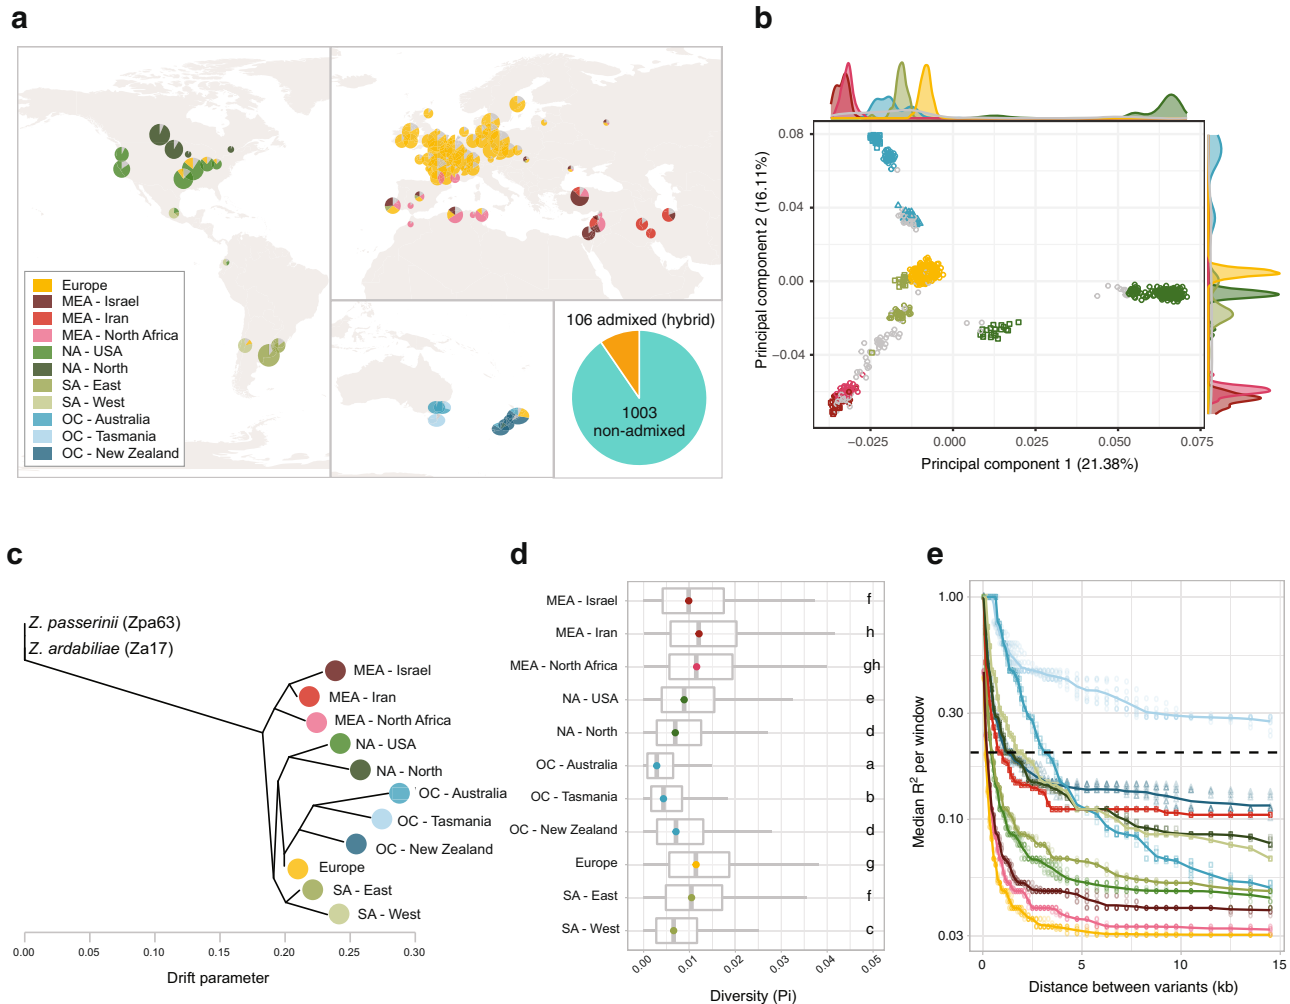 a
Europe
MEA - Israel
MEA - Iran
MEA - North Africa
NA - USA
NA - North
SA - East
SA - West
OC - Australia
OC - Tasmania
OC - New Zealand
106 admixed (hybrid)
1003
non-admixed
b
Principal component 2 (16.11%)
0.08
0.04
0.00
−0.04
−0.025
0.000
0.025
0.050
0.075
Principal component 1 (21.38%)
c
Z. passerinii (Zpa63)
Z. ardabiliae (Za17)
MEA - Israel
MEA - Iran
MEA - North Africa
NA - USA
NA - North
OC - Australia
OC - Tasmania
OC - New Zealand
Europe
SA - East
SA - West
0.00
0.05
0.10
0.15
0.20
0.30
Drift parameter
d
MEA - Israel f
MEA - Iran h
MEA - North Africa gh
NA - USA e
NA - North d
OC - Australia a
OC - Tasmania b
OC - New Zealand d
Europe g
SA - East f
SA - West c
0.00
0.01
0.02
0.03
0.04
0.05
Diversity (Pi)
e
Median R² per window
1.00
0.30
0.10
0.03
0
5
10
15
Distance between variants (kb)